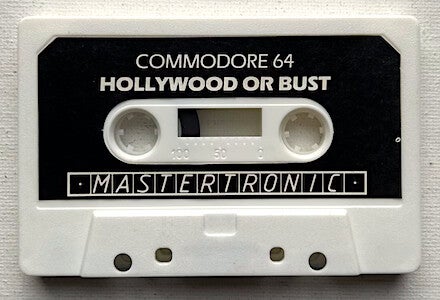 COMMODORE 64
HOLLYWOOD OR BUST
100 50 0
·MASTERTRONIC·